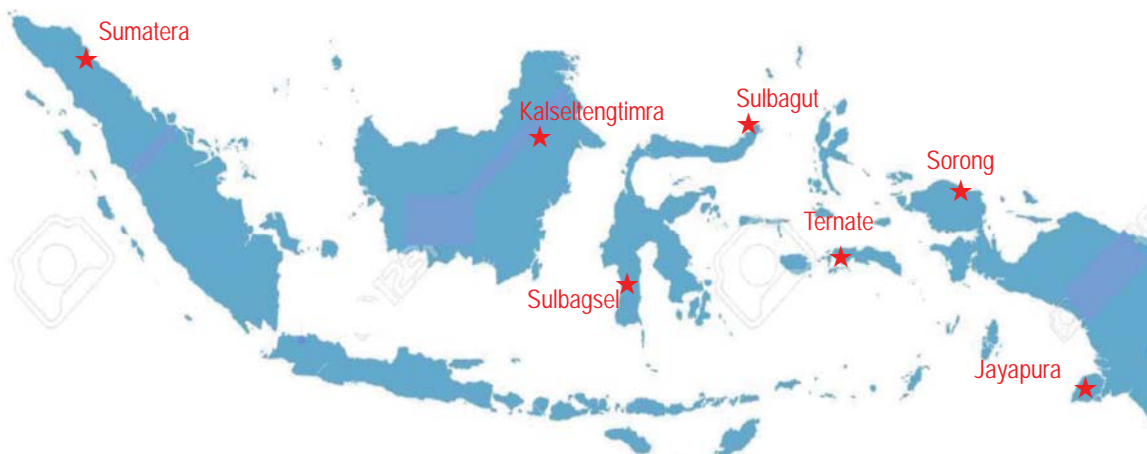 Sumatera
Kalseltengtimra
Sulbagut
Sorong
Ternate
Sulbagsel
Jayapura